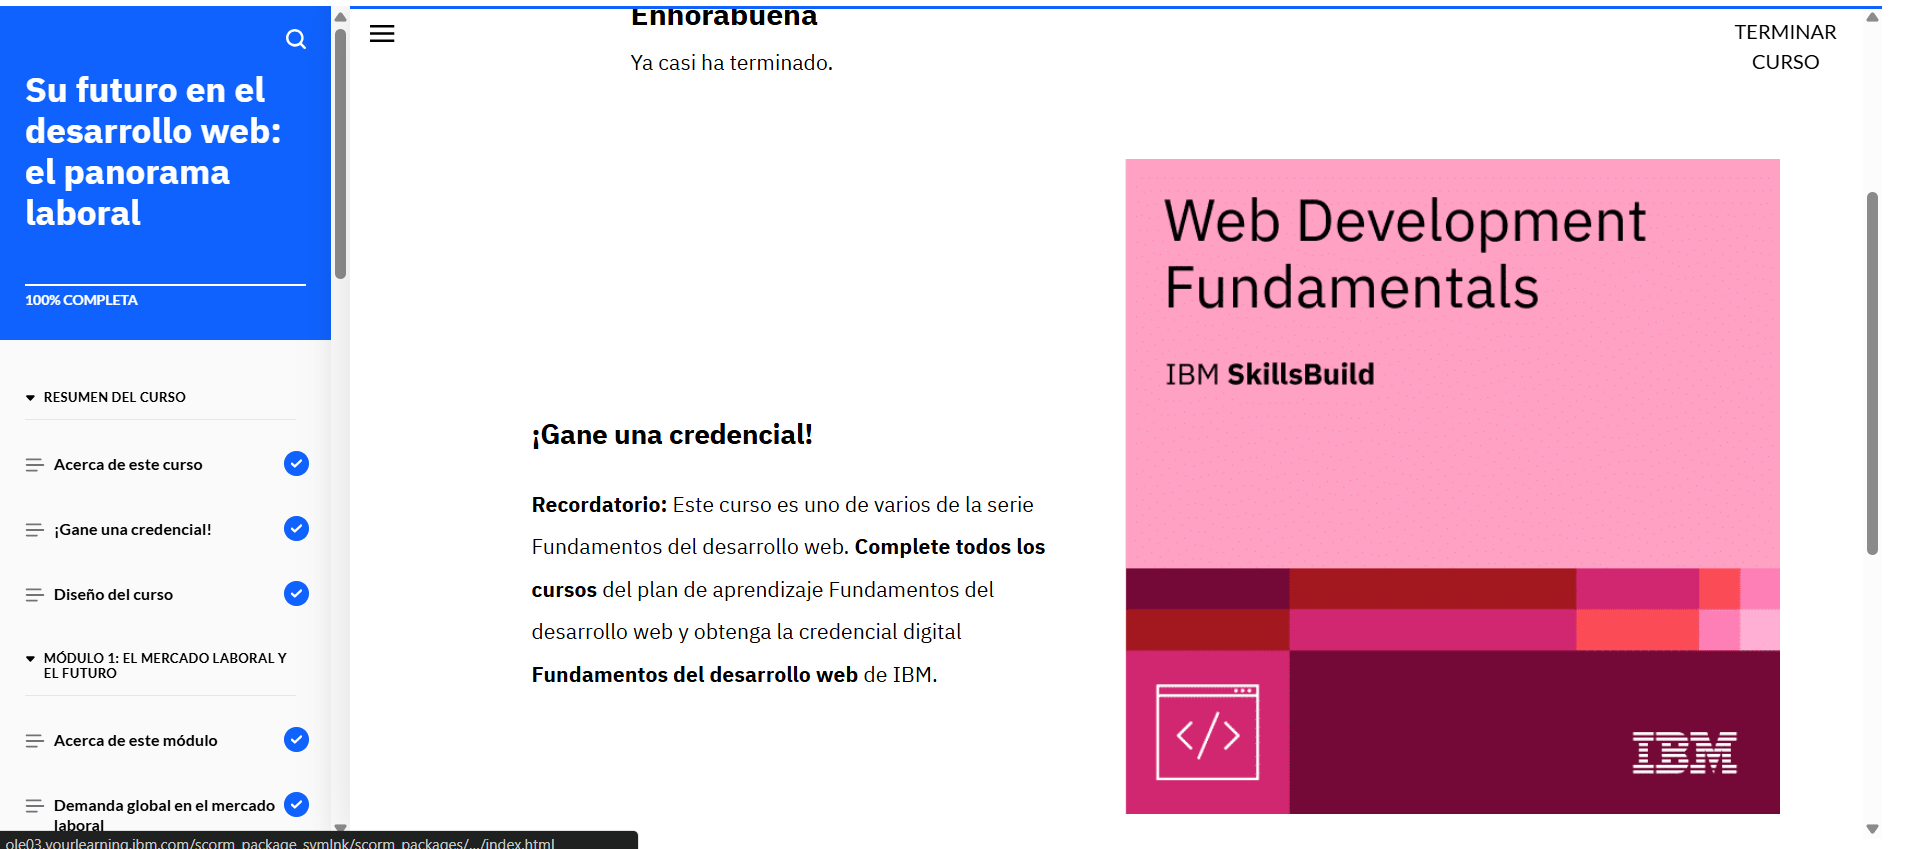 Su futuro en el
desarrollo web:
el panorama
laboral
100% COMPLETA
RESUMEN DEL CURSO
Acerca de este curso
¡Gane una credencial!
Diseño del curso
MÓDULO 1: EL MERCADO LABORAL Y
EL FUTURO
Acerca de este módulo
Demanda global en el mercado
laboral
ole03.yourlearning.ibm.com/scorm_package_symlnk/scorm_packages/.../index.html
Enhorabuena
Ya casi ha terminado.
TERMINAR
CURSO
¡Gane una credencial!
Recordatorio: Este curso es uno de varios de la serie
Fundamentos del desarrollo web. Complete todos los
cursos del plan de aprendizaje Fundamentos del
desarrollo web y obtenga la credencial digital
Fundamentos del desarrollo web de IBM.
Web Development
Fundamentals
IBM SkillsBuild
</>
IBM